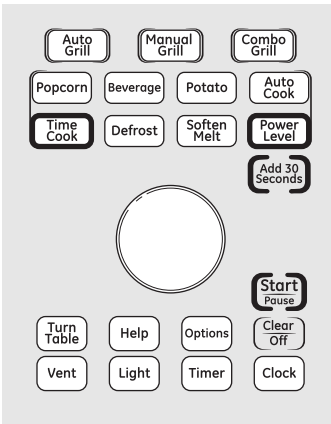 Auto
Grill
Manual
Grill
Combo
Grill
Popcorn
Beverage
Potato
Auto
Cook
Time
Cook
Defrost
Soften
Melt
Power
Level
Add 30
Seconds
Start
Pause
Turn
Table
Help
Options
Clear
Off
Vent
Light
Timer
Clock